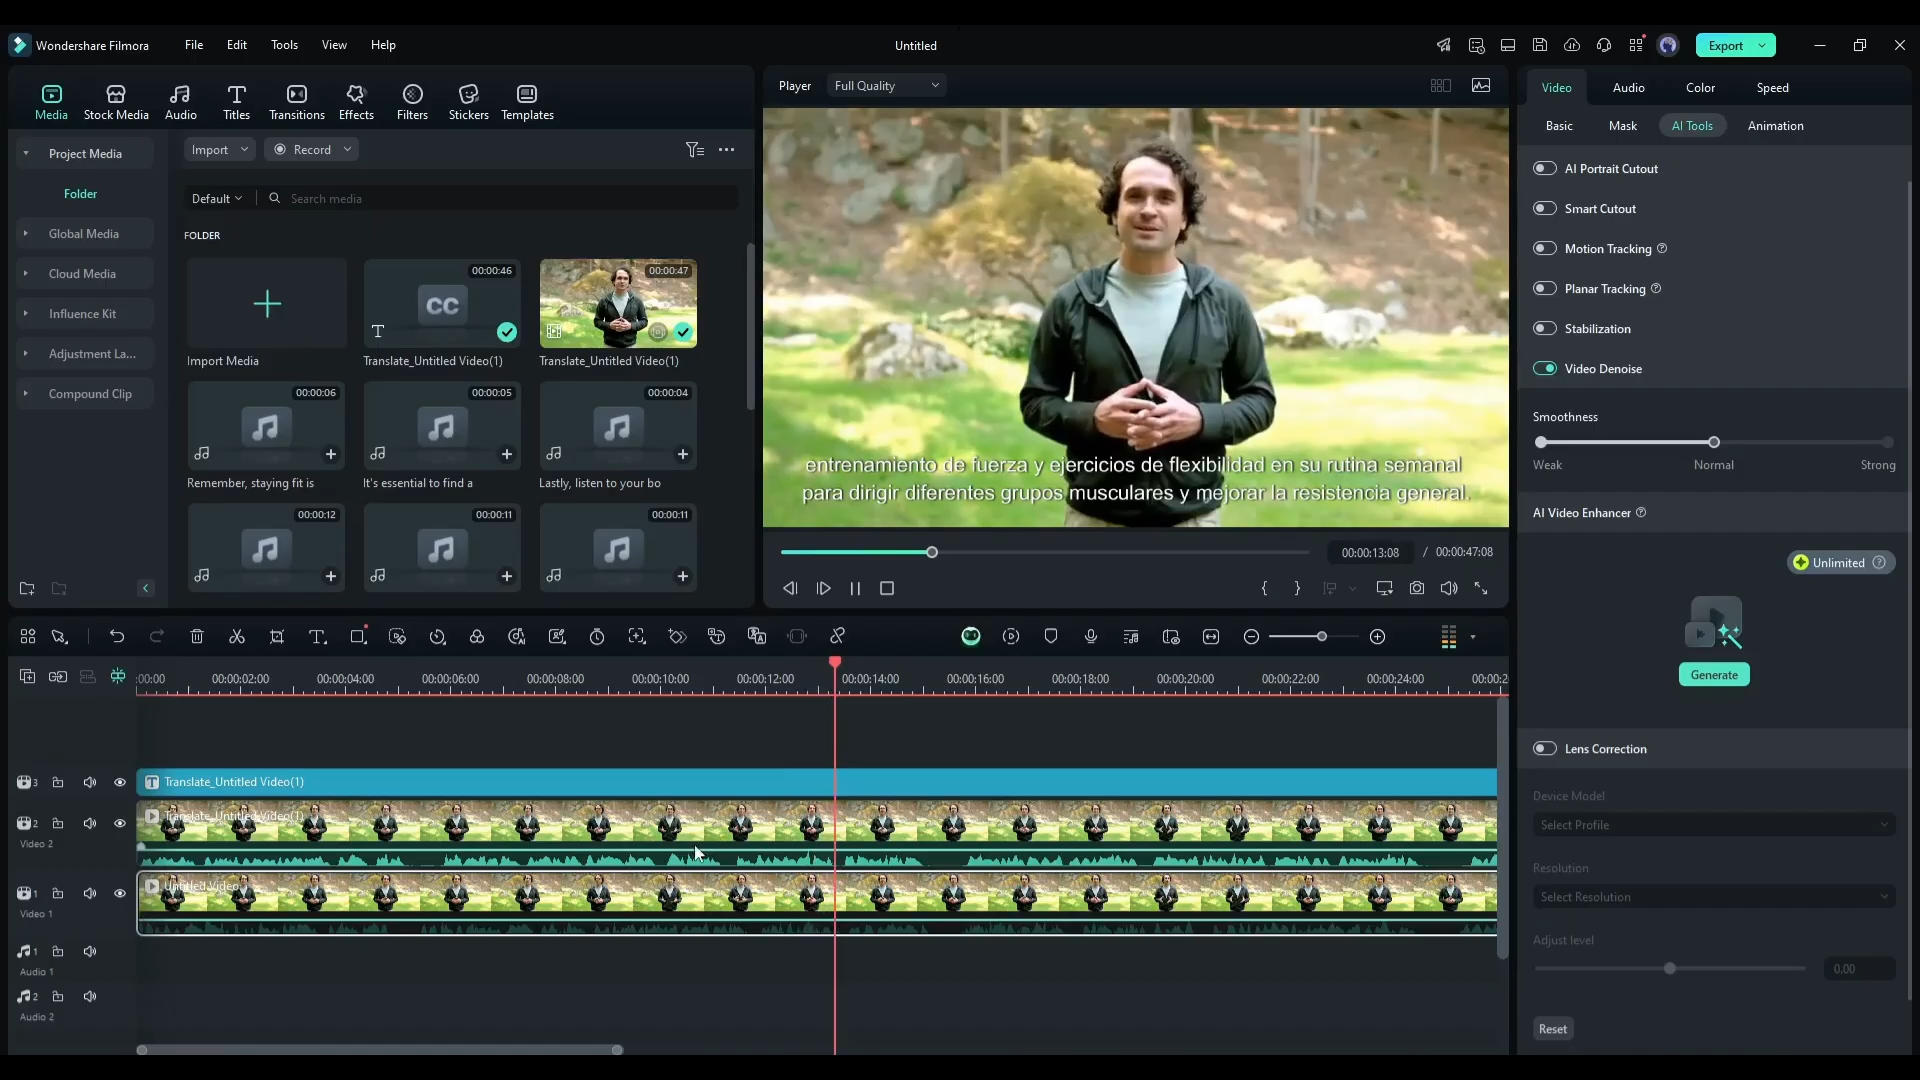 Wondershare Filmora
File
Edit
Tools
View
Help
Untitled
Export
Media
Stock Media
Audio
Titles
Transitions
Effects
Filters
Stickers
Templates
Project Media
Folder
Global Media
Cloud Media
Influence Kit
Adjustment La...
Compound Clip
Import
Record
Default
Search media
FOLDER
00:00:46
CC
T
00:00:47
Import Media
Translate_Untitled Video(1)
Translate_Untitled Video(1)
00:00:06
00:00:05
00:00:04
Remember, staying fit is
It's essential to find a
Lastly, listen to your bo
00:00:12
00:00:11
00:00:11
Player
Full Quality
entrenamiento de fuerza y ejercicios de flexibilidad en su rutina semanal
para dirigir diferentes grupos musculares y mejorar la resistencia general.
00:00:13:08
/ 00:00:47:08
Video
Audio
Color
Speed
Basic
Mask
AI Tools
Animation
AI Portrait Cutout
Smart Cutout
Motion Tracking
Planar Tracking
Stabilization
Video Denoise
Smoothness
Weak
Normal
Strong
AI Video Enhancer
Unlimited
Generate
Lens Correction
Device Model
Select Profile
Resolution
Select Resolution
Adjust level
0.00
Reset
:00:00
00:00:02:00
00:00:04:00
00:00:06:00
00:00:08:00
00:00:10:00
00:00:12:00
00:00:14:00
00:00:16:00
00:00:18:00
00:00:20:00
00:00:22:00
00:00:24:00
00:00:2
3
T Translate_Untitled Video(1)
2
Translate_Untitled Video(1)
Video 2
1
Untitled Video
Video 1
1
Audio 1
2
Audio 2